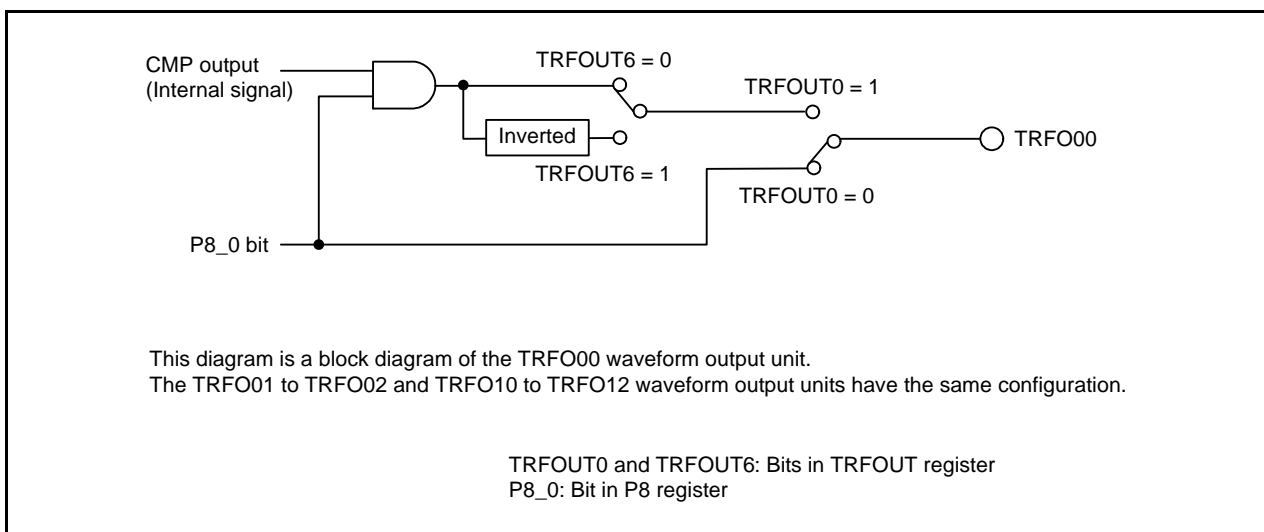 CMP output
(Internal signal)
TRFOUT6 = 0
TRFOUT0 = 1
Inverted
TRFO00
TRFOUT6 = 1
TRFOUT0 = 0
P8_0 bit
This diagram is a block diagram of the TRFO00 waveform output unit.
The TRFO01 to TRFO02 and TRFO10 to TRFO12 waveform output units have the same configuration.
TRFOUT0 and TRFOUT6: Bits in TRFOUT register
P8_0: Bit in P8 register